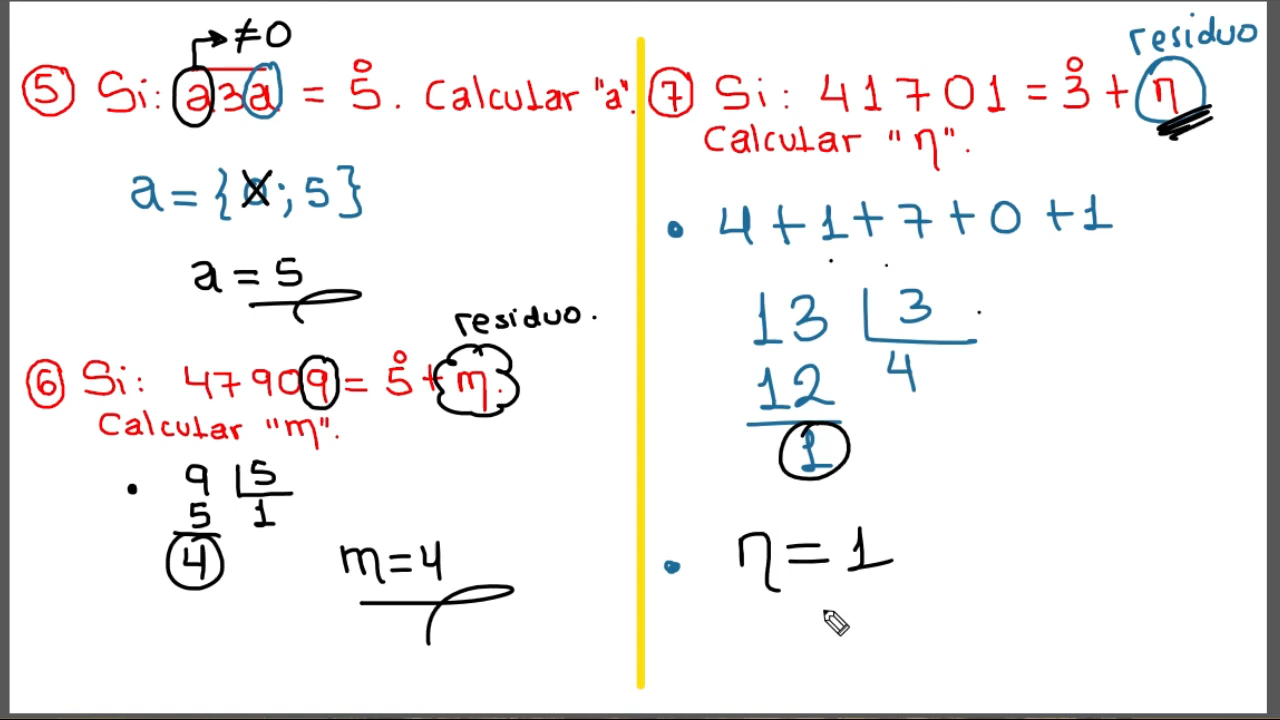 ≠0
⑤ Si: a3a = 5̊. Calcular "a".
a = {0; 5}
a = 5
residuo.
⑥ Si: 47909 = 5̊ + m.
Calcular "m".
• 9 | 5
5 1
4
m = 4
residuo
⑦ Si: 41701 = 3̊ + η
Calcular "η".
• 4 + 1 + 7 + 0 + 1
13 | 3
12 4
1
• η = 1